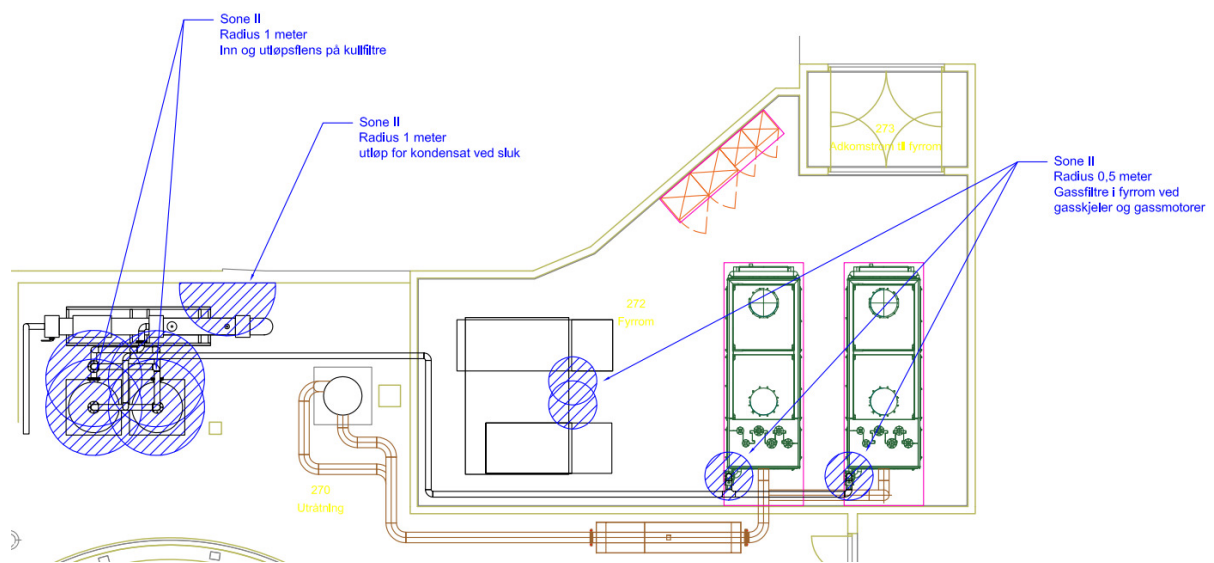 Sone II
Radius 1 meter
Inn og utløpsflens på kullfiltre
Sone II
Radius 1 meter
utløp for kondensat ved sluk
273
Adkomstrom til fyrrom
Sone II
Radius 0,5 meter
Gassfiltre i fyrrom ved
gasskjeler og gassmotorer
272
Fyrrom
270
Utråtning